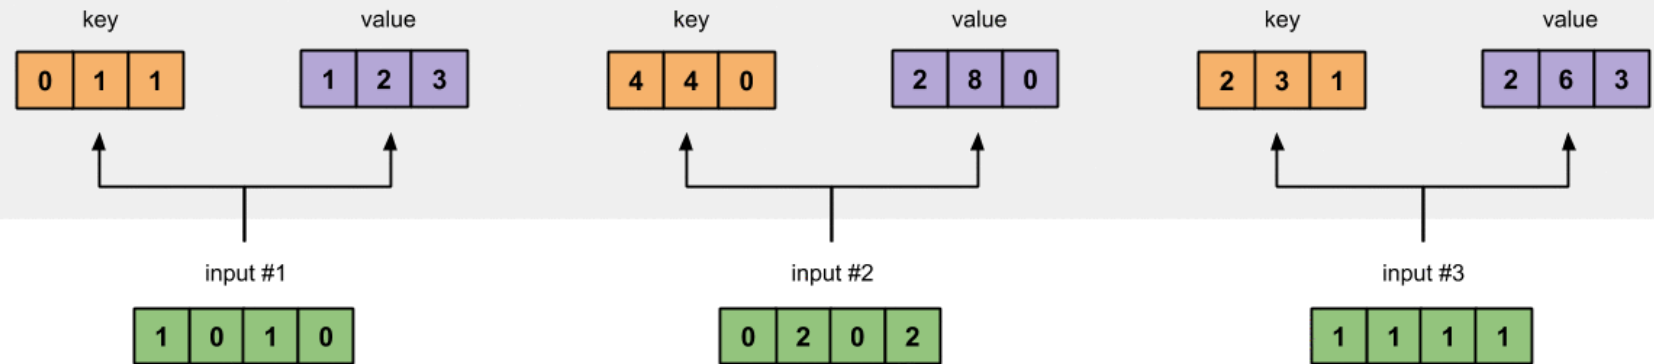 key value key value key value
0 1 1 1 2 3 4 4 0 2 8 0 2 3 1 2 6 3
input #1 input #2 input #3
1 0 1 0 0 2 0 2 1 1 1 1